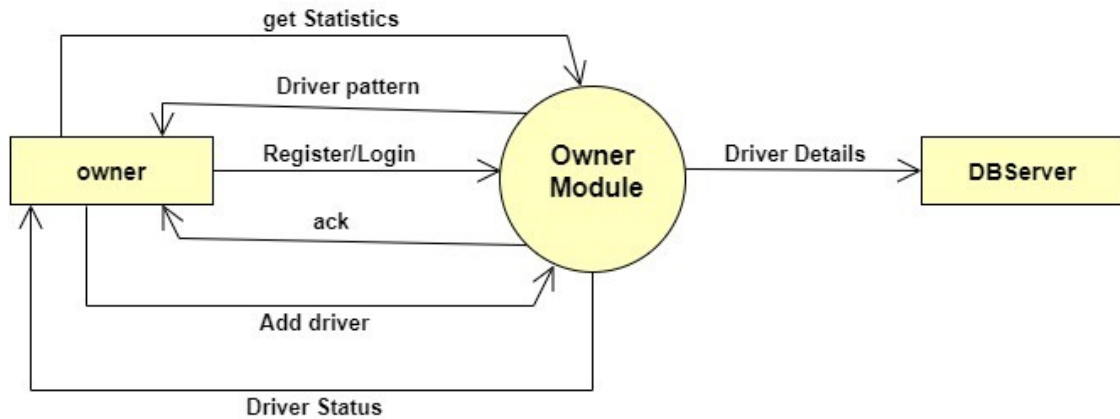 get Statistics
Driver pattern
owner
Register/Login
Owner
Module
Driver Details
DBServer
ack
Add driver
Driver Status